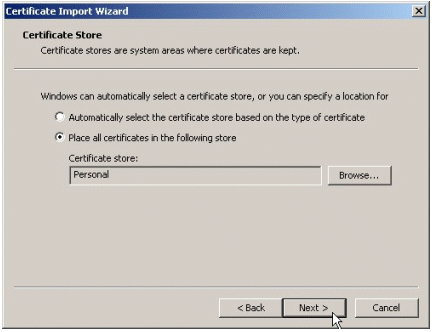 Certificate Import Wizard
Certificate Store
Certificate stores are system areas where certificates are kept.
Windows can automatically select a certificate store, or you can specify a location for
Automatically select the certificate store based on the type of certificate
Place all certificates in the following store
Certificate store:
Personal
Browse...
< Back
Next >
Cancel